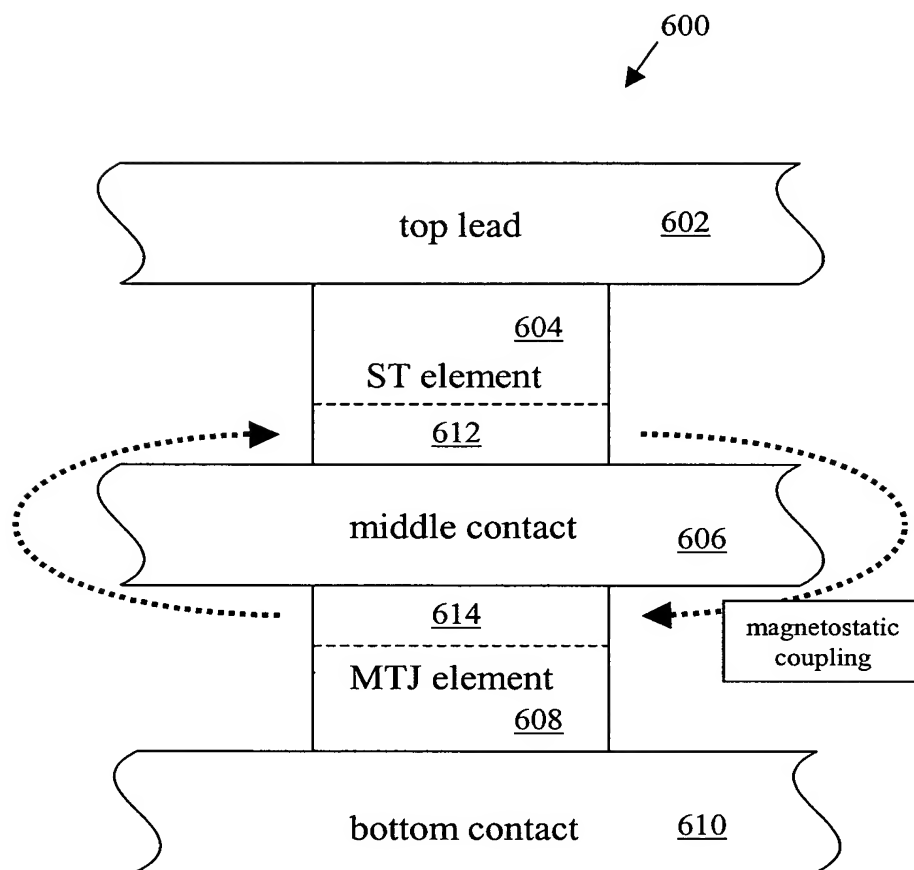 600
top lead 602
604
ST element
612
middle contact 606
614
magnetostatic
coupling
MTJ element
608
bottom contact 610